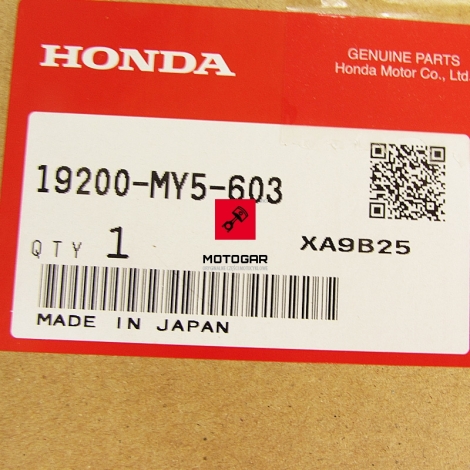 HONDA
GENUINE PARTS
Honda Motor Co., Ltd.
19200-MY5-603
QTY 1
XA9B25
MOTOGAR
MADE IN JAPAN